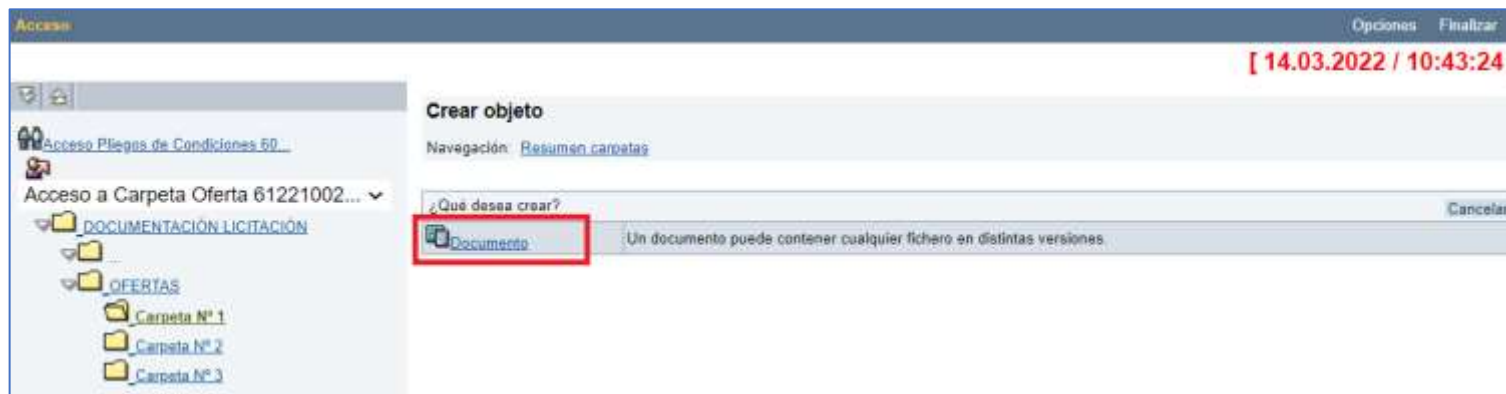 Acceso
Opciones Finalizar
[ 14.03.2022 / 10:43:24
Crear objeto
Acceso Pliegos de Condiciones 60...
Navegación: Resumen carpetas
Acceso a Carpeta Oferta 61221002...
¿Qué desea crear?
Cancelar
DOCUMENTACIÓN LICITACIÓN
Documento
Un documento puede contener cualquier fichero en distintas versiones.
...
OFERTAS
Carpeta Nº 1
Carpeta Nº 2
Carpeta Nº 3